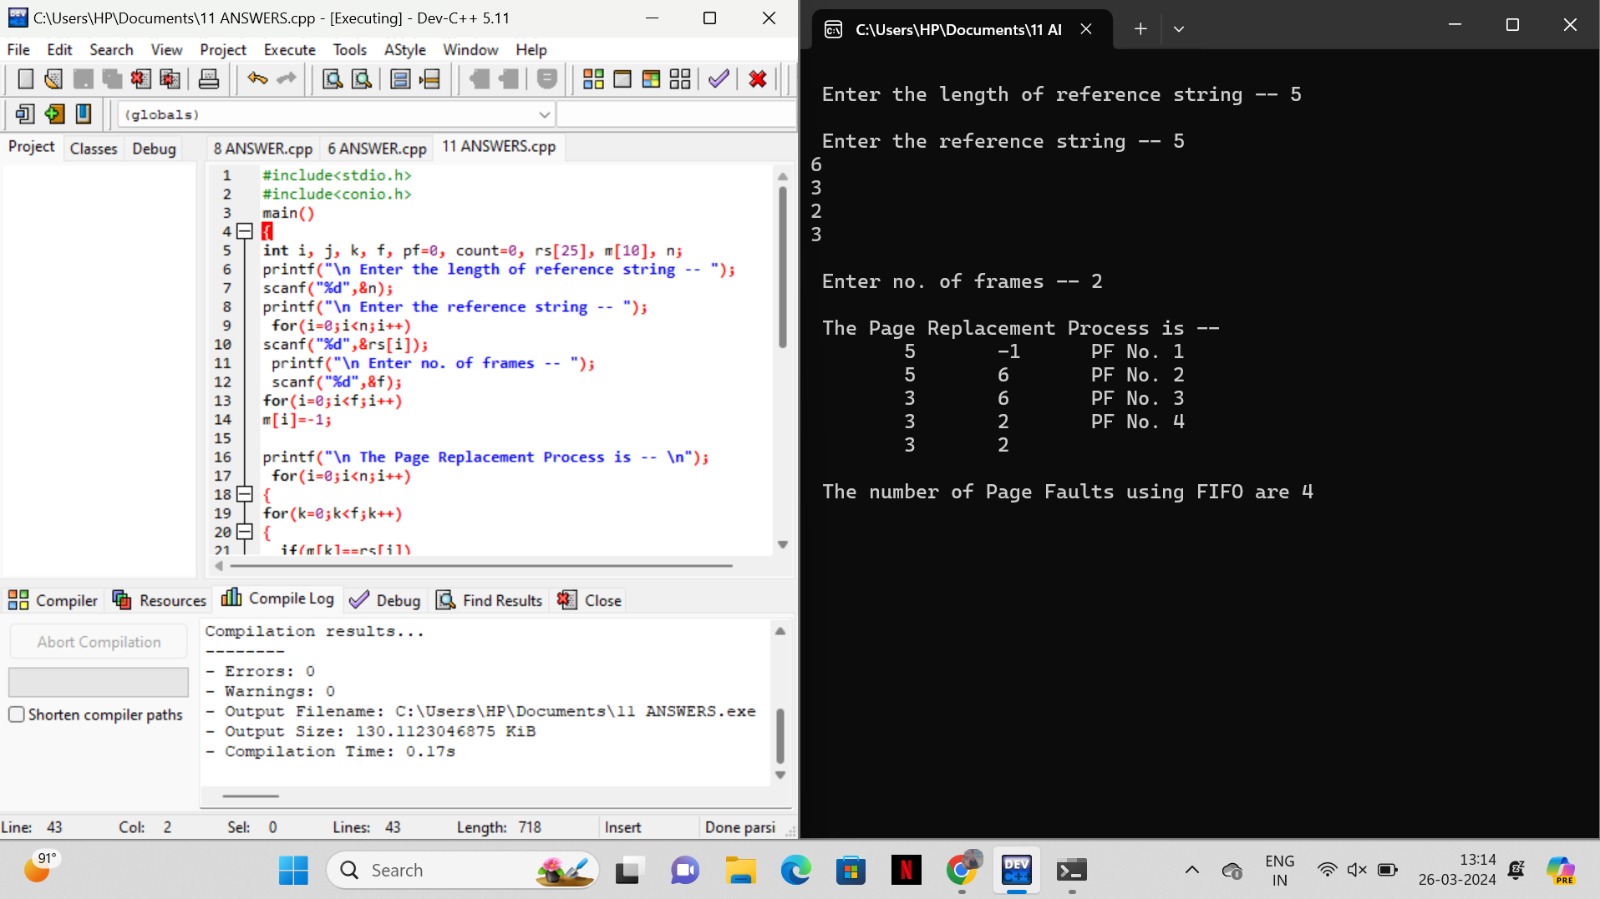 C:\Users\HP\Documents\11 ANSWERS.cpp - [Executing] - Dev-C++ 5.11
File Edit Search View Project Execute Tools AStyle Window Help
(globals)
Project Classes Debug
8 ANSWER.cpp 6 ANSWER.cpp 11 ANSWERS.cpp
1 #include<stdio.h>
2 #include<conio.h>
3 main()
4 {
5 int i, j, k, f, pf=0, count=0, rs[25], m[10], n;
6 printf("\n Enter the length of reference string -- ");
7 scanf("%d",&n);
8 printf("\n Enter the reference string -- ");
9 for(i=0;i<n;i++)
10 scanf("%d",&rs[i]);
11 printf("\n Enter no. of frames -- ");
12 scanf("%d",&f);
13 for(i=0;i<f;i++)
14 m[i]=-1;
15
16 printf("\n The Page Replacement Process is -- \n");
17 for(i=0;i<n;i++)
18 {
19 for(k=0;k<f;k++)
20 {
21 if(m[k]==rs[i])
Compiler Resources Compile Log Debug Find Results Close
Abort Compilation
Shorten compiler paths
Compilation results...
--------
- Errors: 0
- Warnings: 0
- Output Filename: C:\Users\HP\Documents\11 ANSWERS.exe
- Output Size: 130.1123046875 KiB
- Compilation Time: 0.17s
Line: 43 Col: 2 Sel: 0 Lines: 43 Length: 718 Insert Done parsi
C:\Users\HP\Documents\11 AI
Enter the length of reference string -- 5
Enter the reference string -- 5
6
3
2
3
Enter no. of frames -- 2
The Page Replacement Process is --
5 -1 PF No. 1
5 6 PF No. 2
3 6 PF No. 3
3 2 PF No. 4
3 2
The number of Page Faults using FIFO are 4
91°
Search
DEV
C++
N
ENG
IN
13:14
26-03-2024
PRE